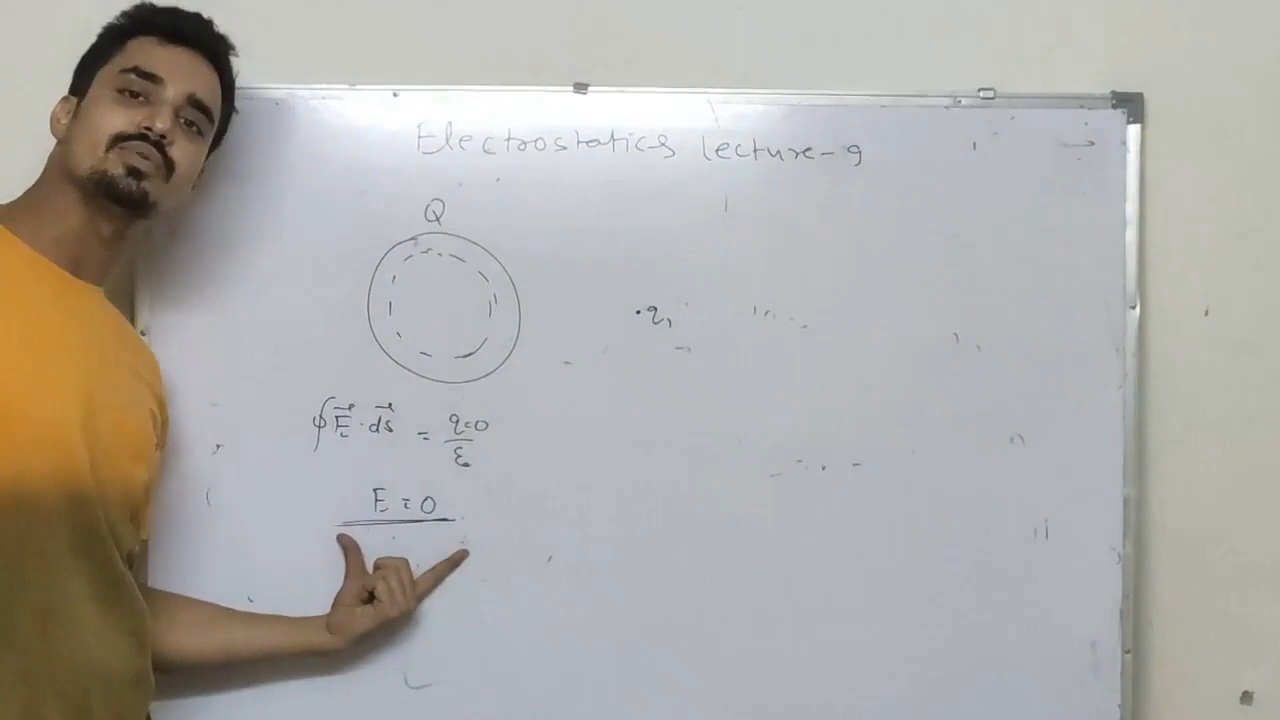 Electrostatics lecture-9
Q
.q₁
∮E⃗·ds⃗ = q=0/ε₀
E=0